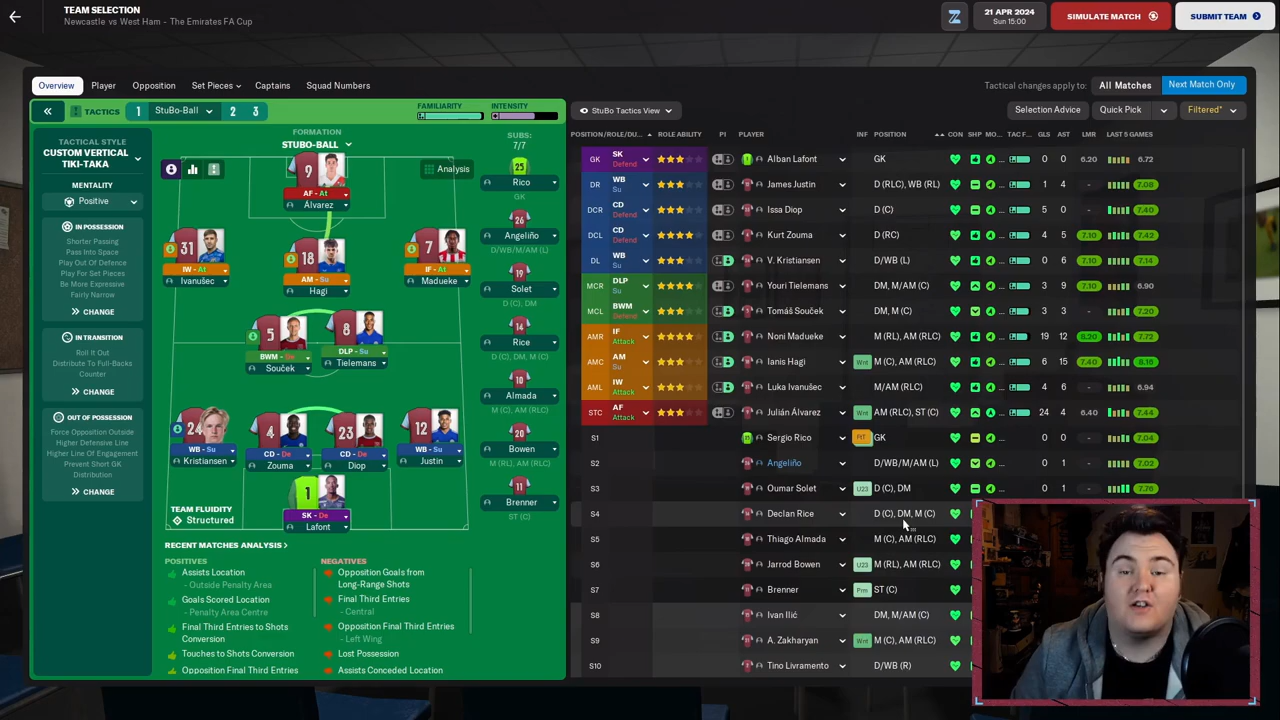 TEAM SELECTION
Newcastle vs West Ham - The Emirates FA Cup
21 APR 2024
Sun 15:00
SIMULATE MATCH
SUBMIT TEAM
Overview
Player
Opposition
Set Pieces
Captains
Squad Numbers
Tactical changes apply to:
All Matches
Next Match Only
TACTICS
1
StuBo-Ball
2
3
FAMILIARITY
INTENSITY
StuBo Tactics View
Selection Advice
Quick Pick
Filtered*
TACTICAL STYLE
CUSTOM VERTICAL
TIKI-TAKA
MENTALITY
Positive
IN POSSESSION
Shorter Passing
Pass Into Space
Play Out Of Defence
Play For Set Pieces
Be More Expressive
Fairly Narrow
CHANGE
IN TRANSITION
Roll It Out
Distribute To Full-Backs
Counter
CHANGE
OUT OF POSSESSION
Force Opposition Outside
Higher Defensive Line
Higher Line Of Engagement
Prevent Short GK
Distribution
CHANGE
FORMATION
STUBO-BALL
Analysis
9
AF - At
Álvarez
31
IW - At
Ivanušec
18
AM - Su
Hagi
7
IF - At
Madueke
5
BWM - De
Souček
8
DLP - Su
Tielemans
24
WB - Su
Kristiansen
4
CD - De
Zouma
23
CD - De
Diop
12
WB - Su
Justin
1
SK - De
Lafont
TEAM FLUIDITY
Structured
SUBS:
7/7
25
Rico
GK
26
Angeliño
D/WB/M/AM (L)
19
Solet
D (C), DM
14
Rice
D (C), DM, M (C)
10
Almada
M (C), AM (RLC)
20
Bowen
M (RL), AM (RLC)
11
Brenner
ST (C)
RECENT MATCHES ANALYSIS
POSITIVES
Assists Location
- Outside Penalty Area
Goals Scored Location
- Penalty Area Centre
Final Third Entries to Shots
Conversion
Touches to Shots Conversion
Opposition Final Third Entries
NEGATIVES
Opposition Goals from
Long-Range Shots
Final Third Entries
- Central
Opposition Final Third Entries
- Left Wing
Lost Possession
Assists Conceded Location
POSITION/ROLE/DU... ROLE ABILITY PI PLAYER INF POSITION CON SHP MO... TAC F... GLS AST LMR LAST 5 GAMES
GK SK Defend Alban Lafont GK 0 0 6.20 6.72
DR WB Su James Justin D (RLC), WB (RL) 1 4 - 7.08
DCR CD Defend Issa Diop D (C) 5 0 - 7.40
DCL CD Defend Kurt Zouma D (RC) 4 5 7.10 7.42
DL WB Su V. Kristiansen D/WB (L) 0 6 7.10 7.14
MCR DLP Su Youri Tielemans DM, M/AM (C) 3 9 7.10 6.90
MCL BWM Defend Tomáš Souček DM, M (C) 3 3 - 7.20
AMR IF Attack Noni Madueke M (RL), AM (RLC) 19 12 8.20 7.72
AMC AM Su Ianis Hagi Wnt M (C), AM (RLC) 15 7.40 8.16
AML IW Attack Luka Ivanušec M/AM (RLC) 4 6 - 6.94
STC AF Attack Julián Álvarez Wnt AM (RLC), ST (C) 4 6.40 7.44
S1 Sergio Rico FIT GK 0 0 - 7.04
S2 Angeliño D/WB/M/AM (L) 0 1 - 7.02
S3 Oumar Solet U23 D (C), DM 0 1 - 7.76
S4 Declan Rice D (C), DM, M (C)
S5 Thiago Almada M (C), AM (RLC)
S6 Jarrod Bowen U23 M (RL), AM (RLC)
S7 Brenner Prm ST (C)
S8 Ivan Ilić DM, M/AM (C)
S9 A. Zakharyan Wnt M (C), AM (RLC)
S10 Tino Livramento D/WB (R)